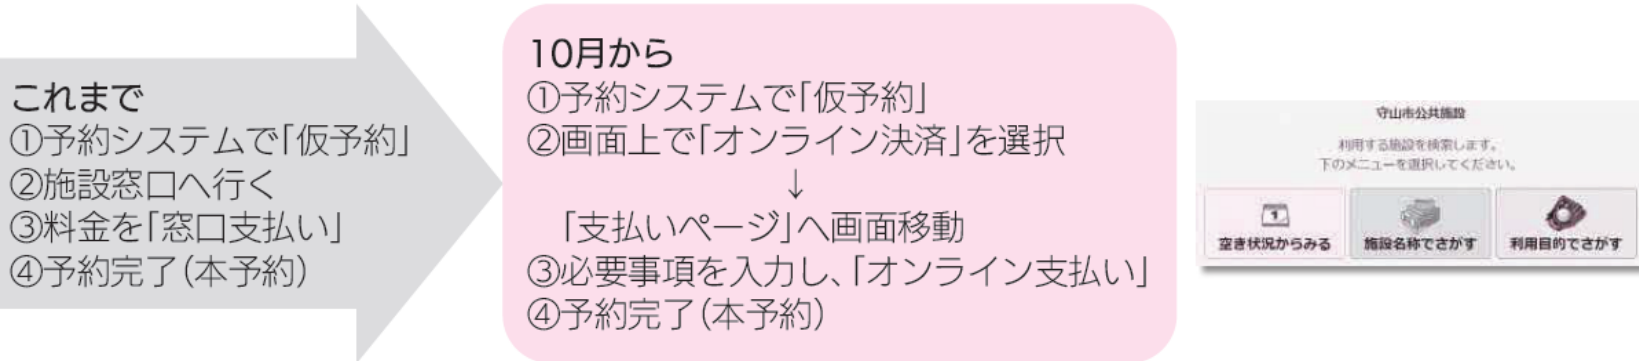 これまで
①予約システムで「仮予約」
②施設窓口へ行く
③料金を「窓口支払い」
④予約完了(本予約)
10月から
①予約システムで「仮予約」
②画面上で「オンライン決済」を選択
↓
「支払いページ」へ画面移動
③必要事項を入力し、「オンライン支払い」
④予約完了(本予約)
守山市公共施設
利用する施設を検索します。
下のメニューを選択してください。
1
空き状況からみる
施設名称でさがす
利用目的でさがす